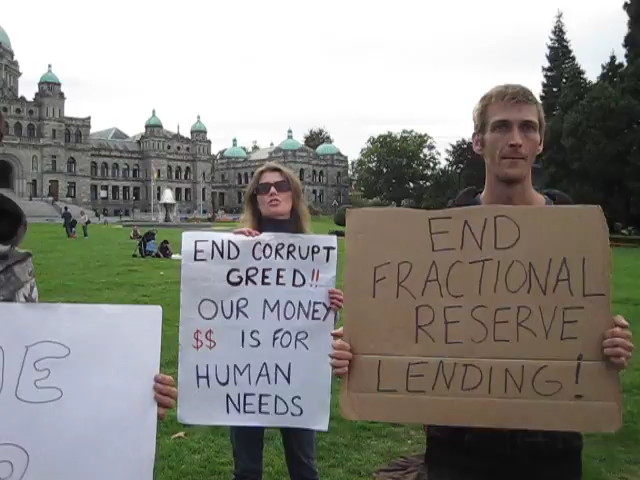 END CORRUPT
GREED!!
OUR MONEY
$$ IS FOR
HUMAN
NEEDS
END
FRACTIONAL
RESERVE
LENDING!